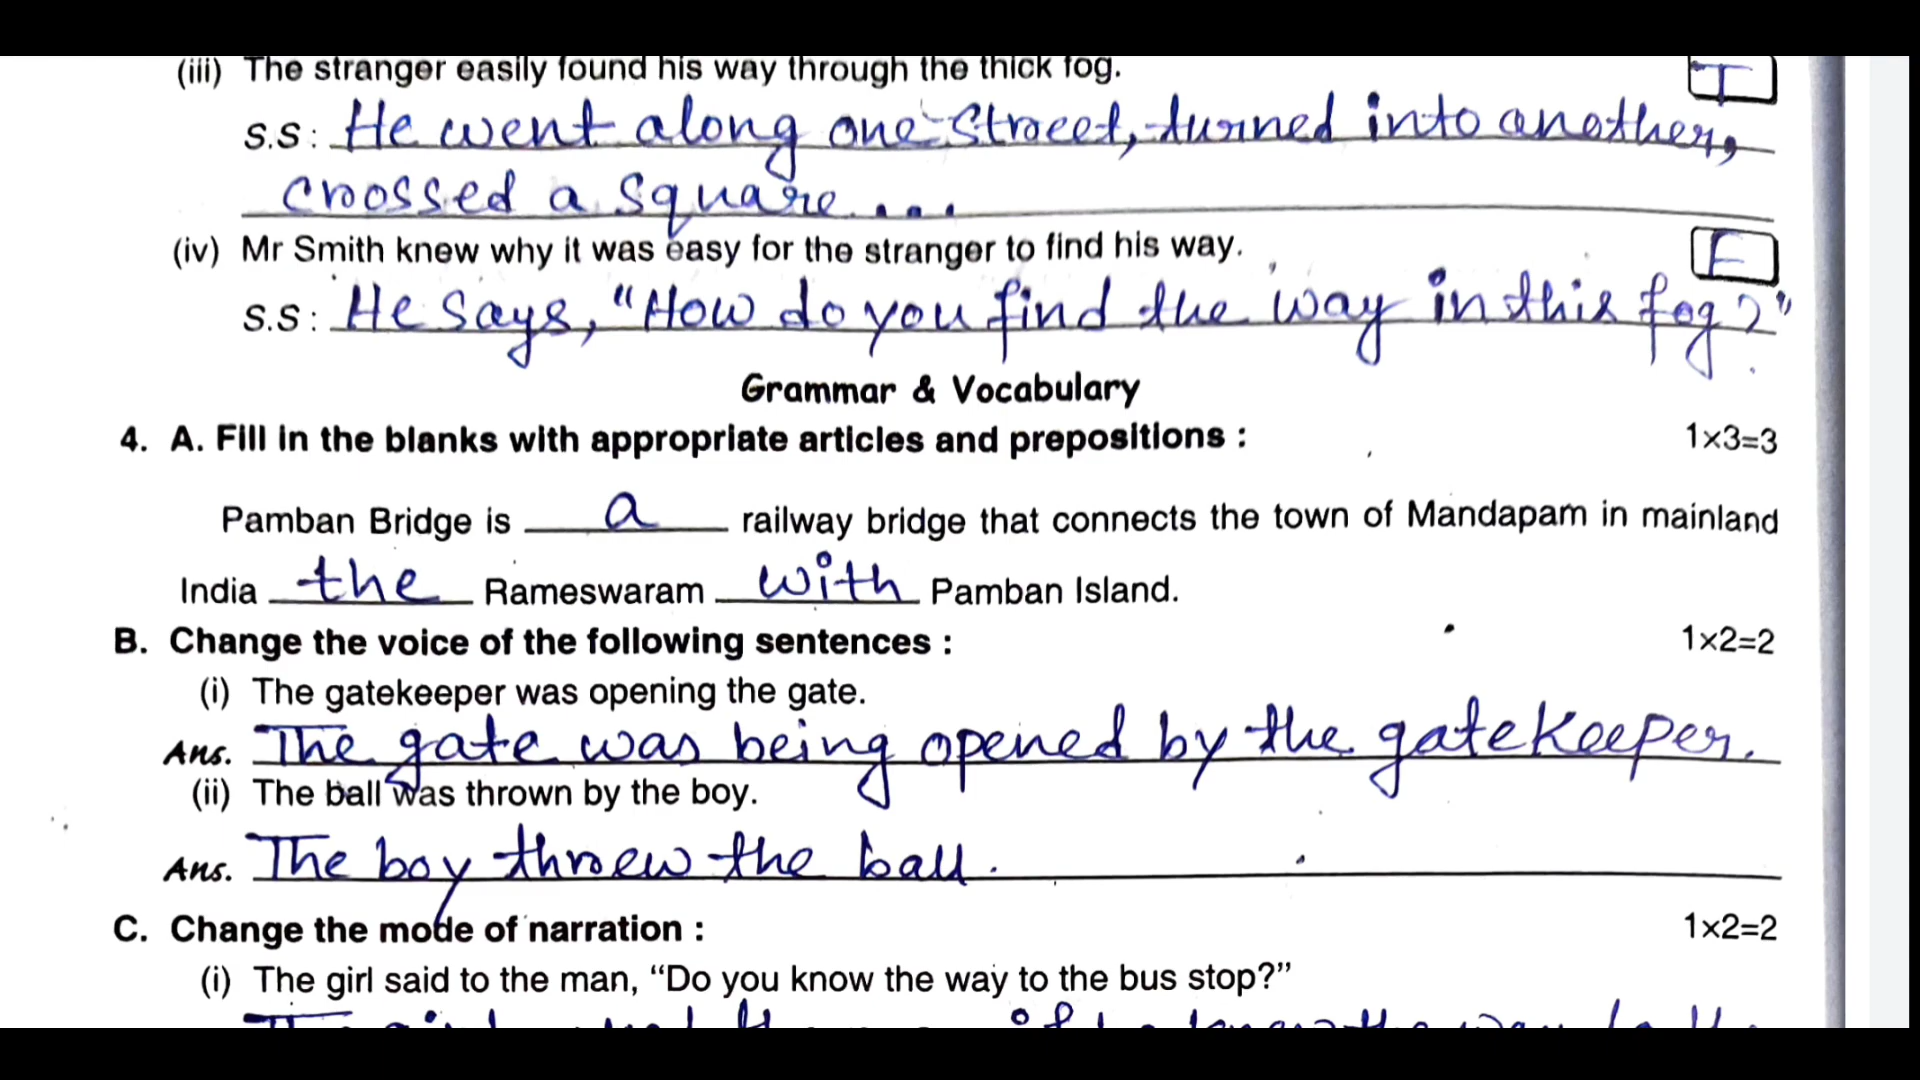 (iii) The stranger easily found his way through the thick fog. T
S.S : He went along one street, turned into another,
crossed a square...
(iv) Mr Smith knew why it was easy for the stranger to find his way. F
S.S : He says, "How do you find the way in this fog?"
Grammar & Vocabulary
4. A. Fill in the blanks with appropriate articles and prepositions : 1×3=3
Pamban Bridge is a railway bridge that connects the town of Mandapam in mainland
India the Rameswaram with Pamban Island.
B. Change the voice of the following sentences : 1×2=2
(i) The gatekeeper was opening the gate.
Ans. The gate was being opened by the gatekeeper.
(ii) The ball was thrown by the boy.
Ans. The boy threw the ball.
C. Change the mode of narration : 1×2=2
(i) The girl said to the man, “Do you know the way to the bus stop?”